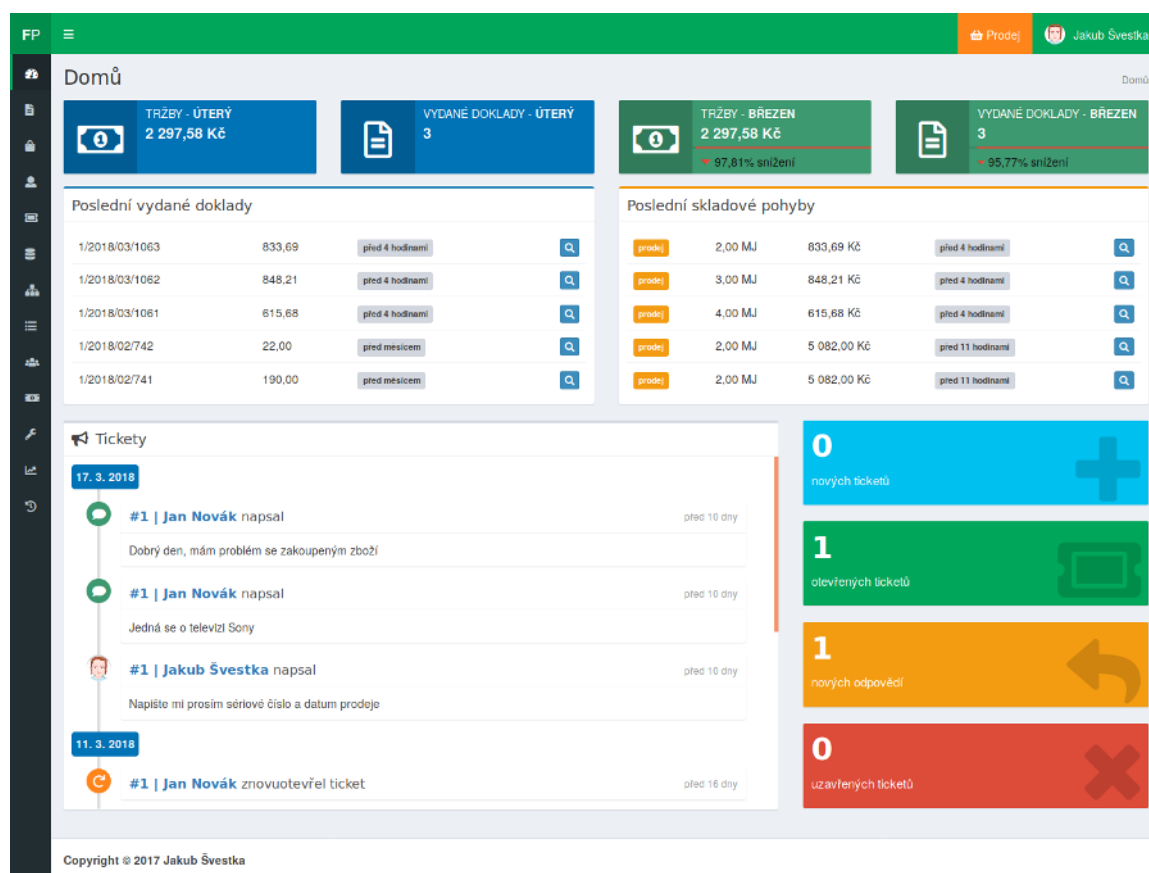 FP
Prodej Jakub Švestka
Domů
Domů
TRŽBY - ÚTERÝ
2 297,58 Kč
VYDANÉ DOKLADY - ÚTERÝ
3
TRŽBY - BŘEZEN
2 297,58 Kč
97,81% snížení
VYDANÉ DOKLADY - BŘEZEN
3
95,77% snížení
Poslední vydané doklady
1/2018/03/1063 833,69 před 4 hodinami
1/2018/03/1062 848,21 před 4 hodinami
1/2018/03/1061 615,68 před 4 hodinami
1/2018/02/742 22,00 před měsícem
1/2018/02/741 190,00 před měsícem
Poslední skladové pohyby
prodej 2,00 MJ 833,69 Kč před 4 hodinami
prodej 3,00 MJ 848,21 Kč před 4 hodinami
prodej 4,00 MJ 615,68 Kč před 4 hodinami
prodej 2,00 MJ 5 082,00 Kč před 11 hodinami
prodej 2,00 MJ 5 082,00 Kč před 11 hodinami
Tickety
17. 3. 2018
#1 | Jan Novák napsal před 10 dny
Dobrý den, mám problém se zakoupeným zboží
#1 | Jan Novák napsal před 10 dny
Jedná se o televizi Sony
#1 | Jakub Švestka napsal před 10 dny
Napište mi prosím sériové číslo a datum prodeje
11. 3. 2018
#1 | Jan Novák znovuotevřel ticket před 16 dny
0
nových ticketů
1
otevřených ticketů
1
nových odpovědí
0
uzavřených ticketů
Copyright © 2017 Jakub Švestka